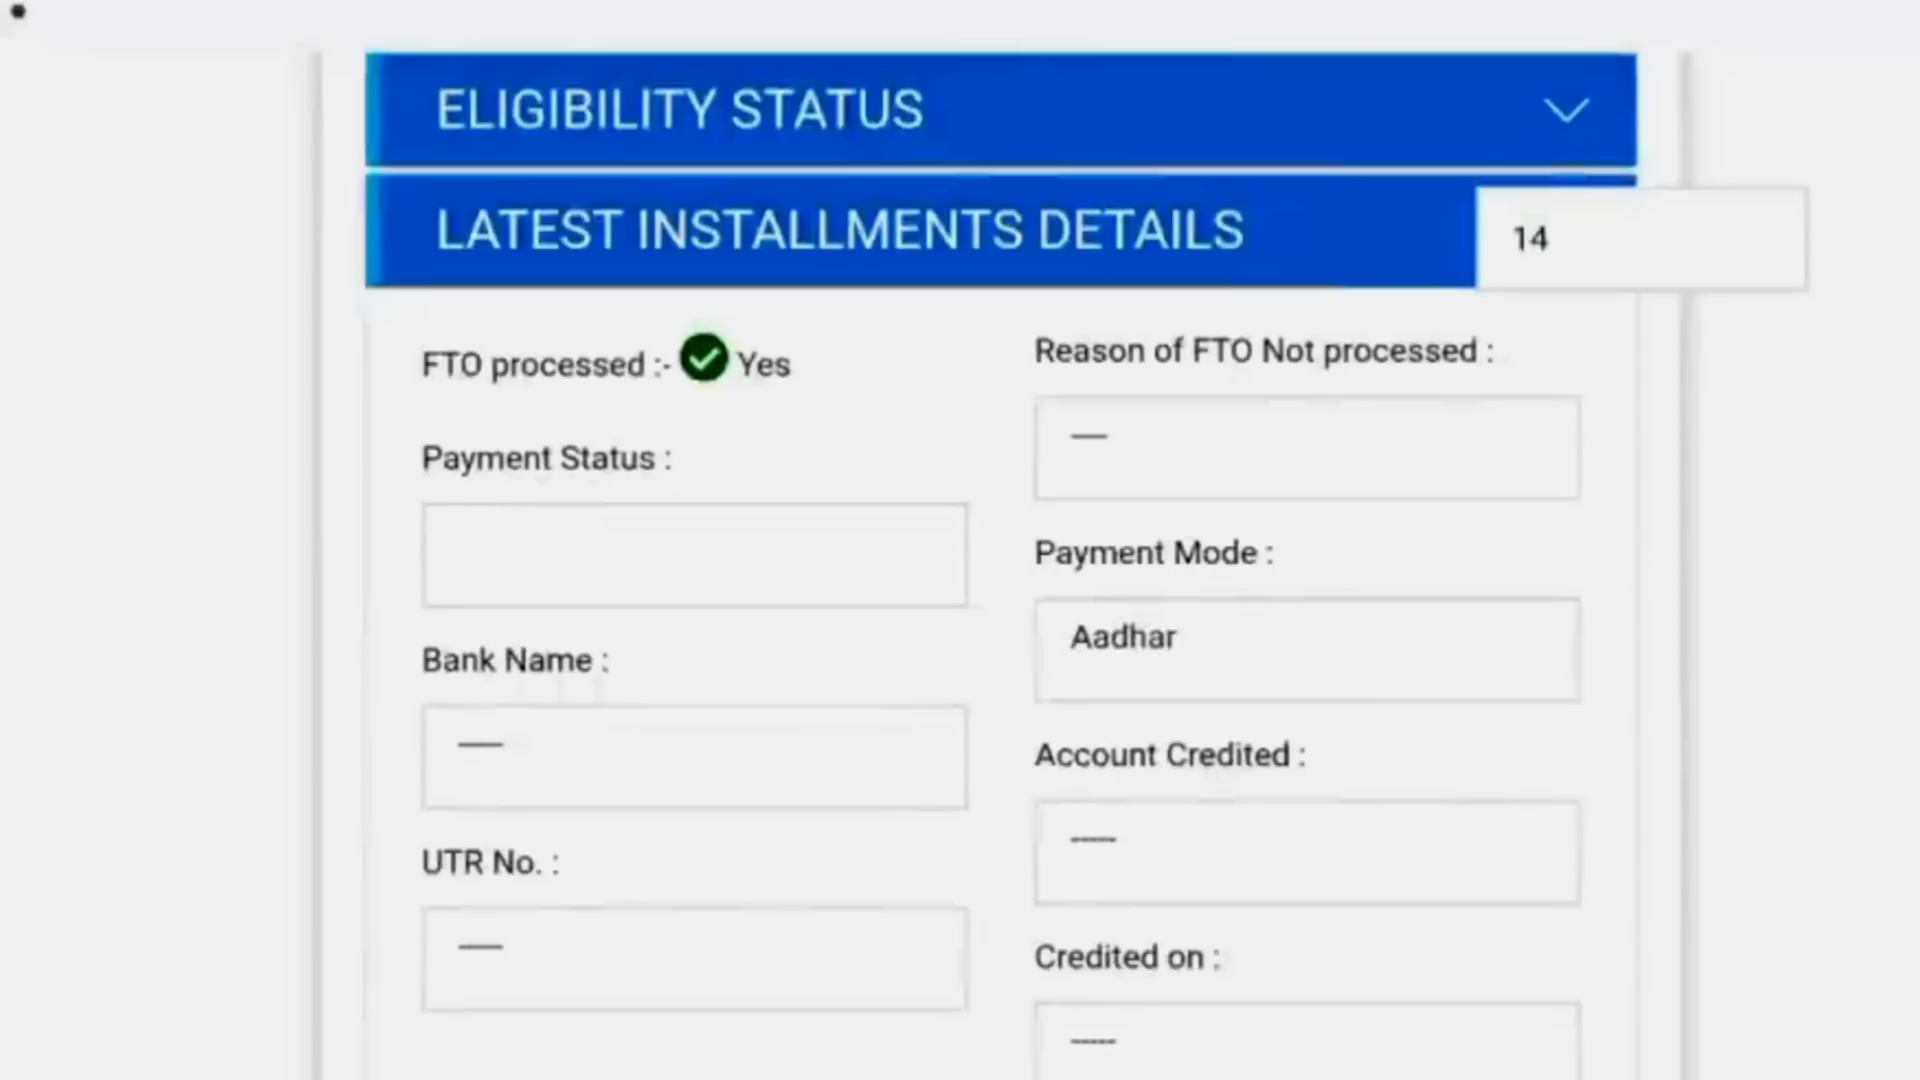 ELIGIBILITY STATUS
LATEST INSTALLMENTS DETAILS
14
FTO processed :- Yes
Reason of FTO Not processed :
—
Payment Status :
Payment Mode :
Aadhar
Bank Name :
----
Account Credited :
-----
UTR No. :
----
Credited on :
-----